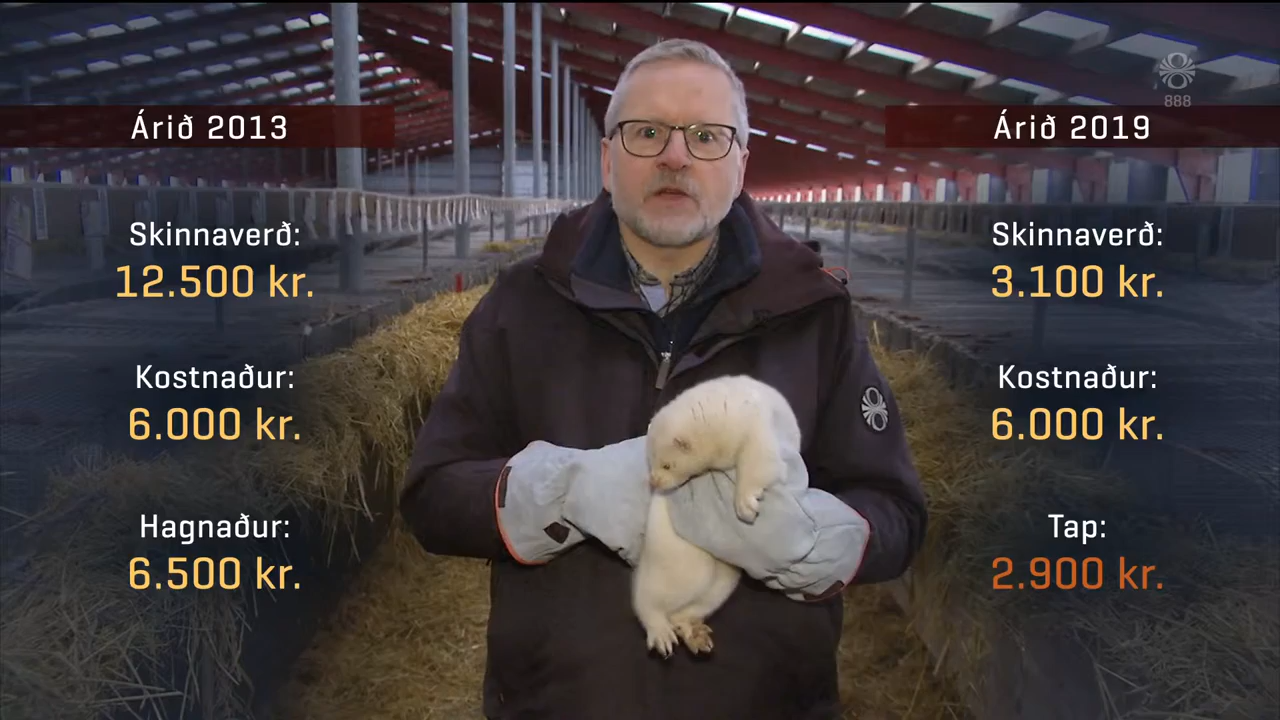 888
Árið 2013
Skinnaverð:
12.500 kr.
Kostnaður:
6.000 kr.
Hagnaður:
6.500 kr.
Árið 2019
Skinnaverð:
3.100 kr.
Kostnaður:
6.000 kr.
Tap:
2.900 kr.